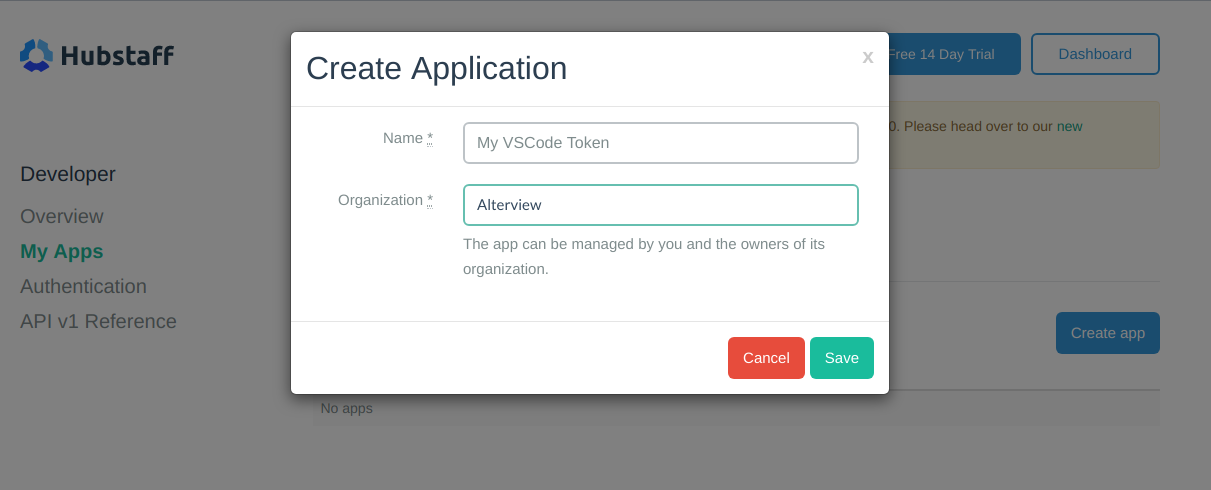 Hubstaff
Free 14 Day Trial
Dashboard
Create Application
x
Name *
My VSCode Token
Organization *
Alterview
The app can be managed by you and the owners of its
organization.
Cancel
Save
0. Please head over to our new
Developer
Overview
My Apps
Authentication
API v1 Reference
Create app
No apps